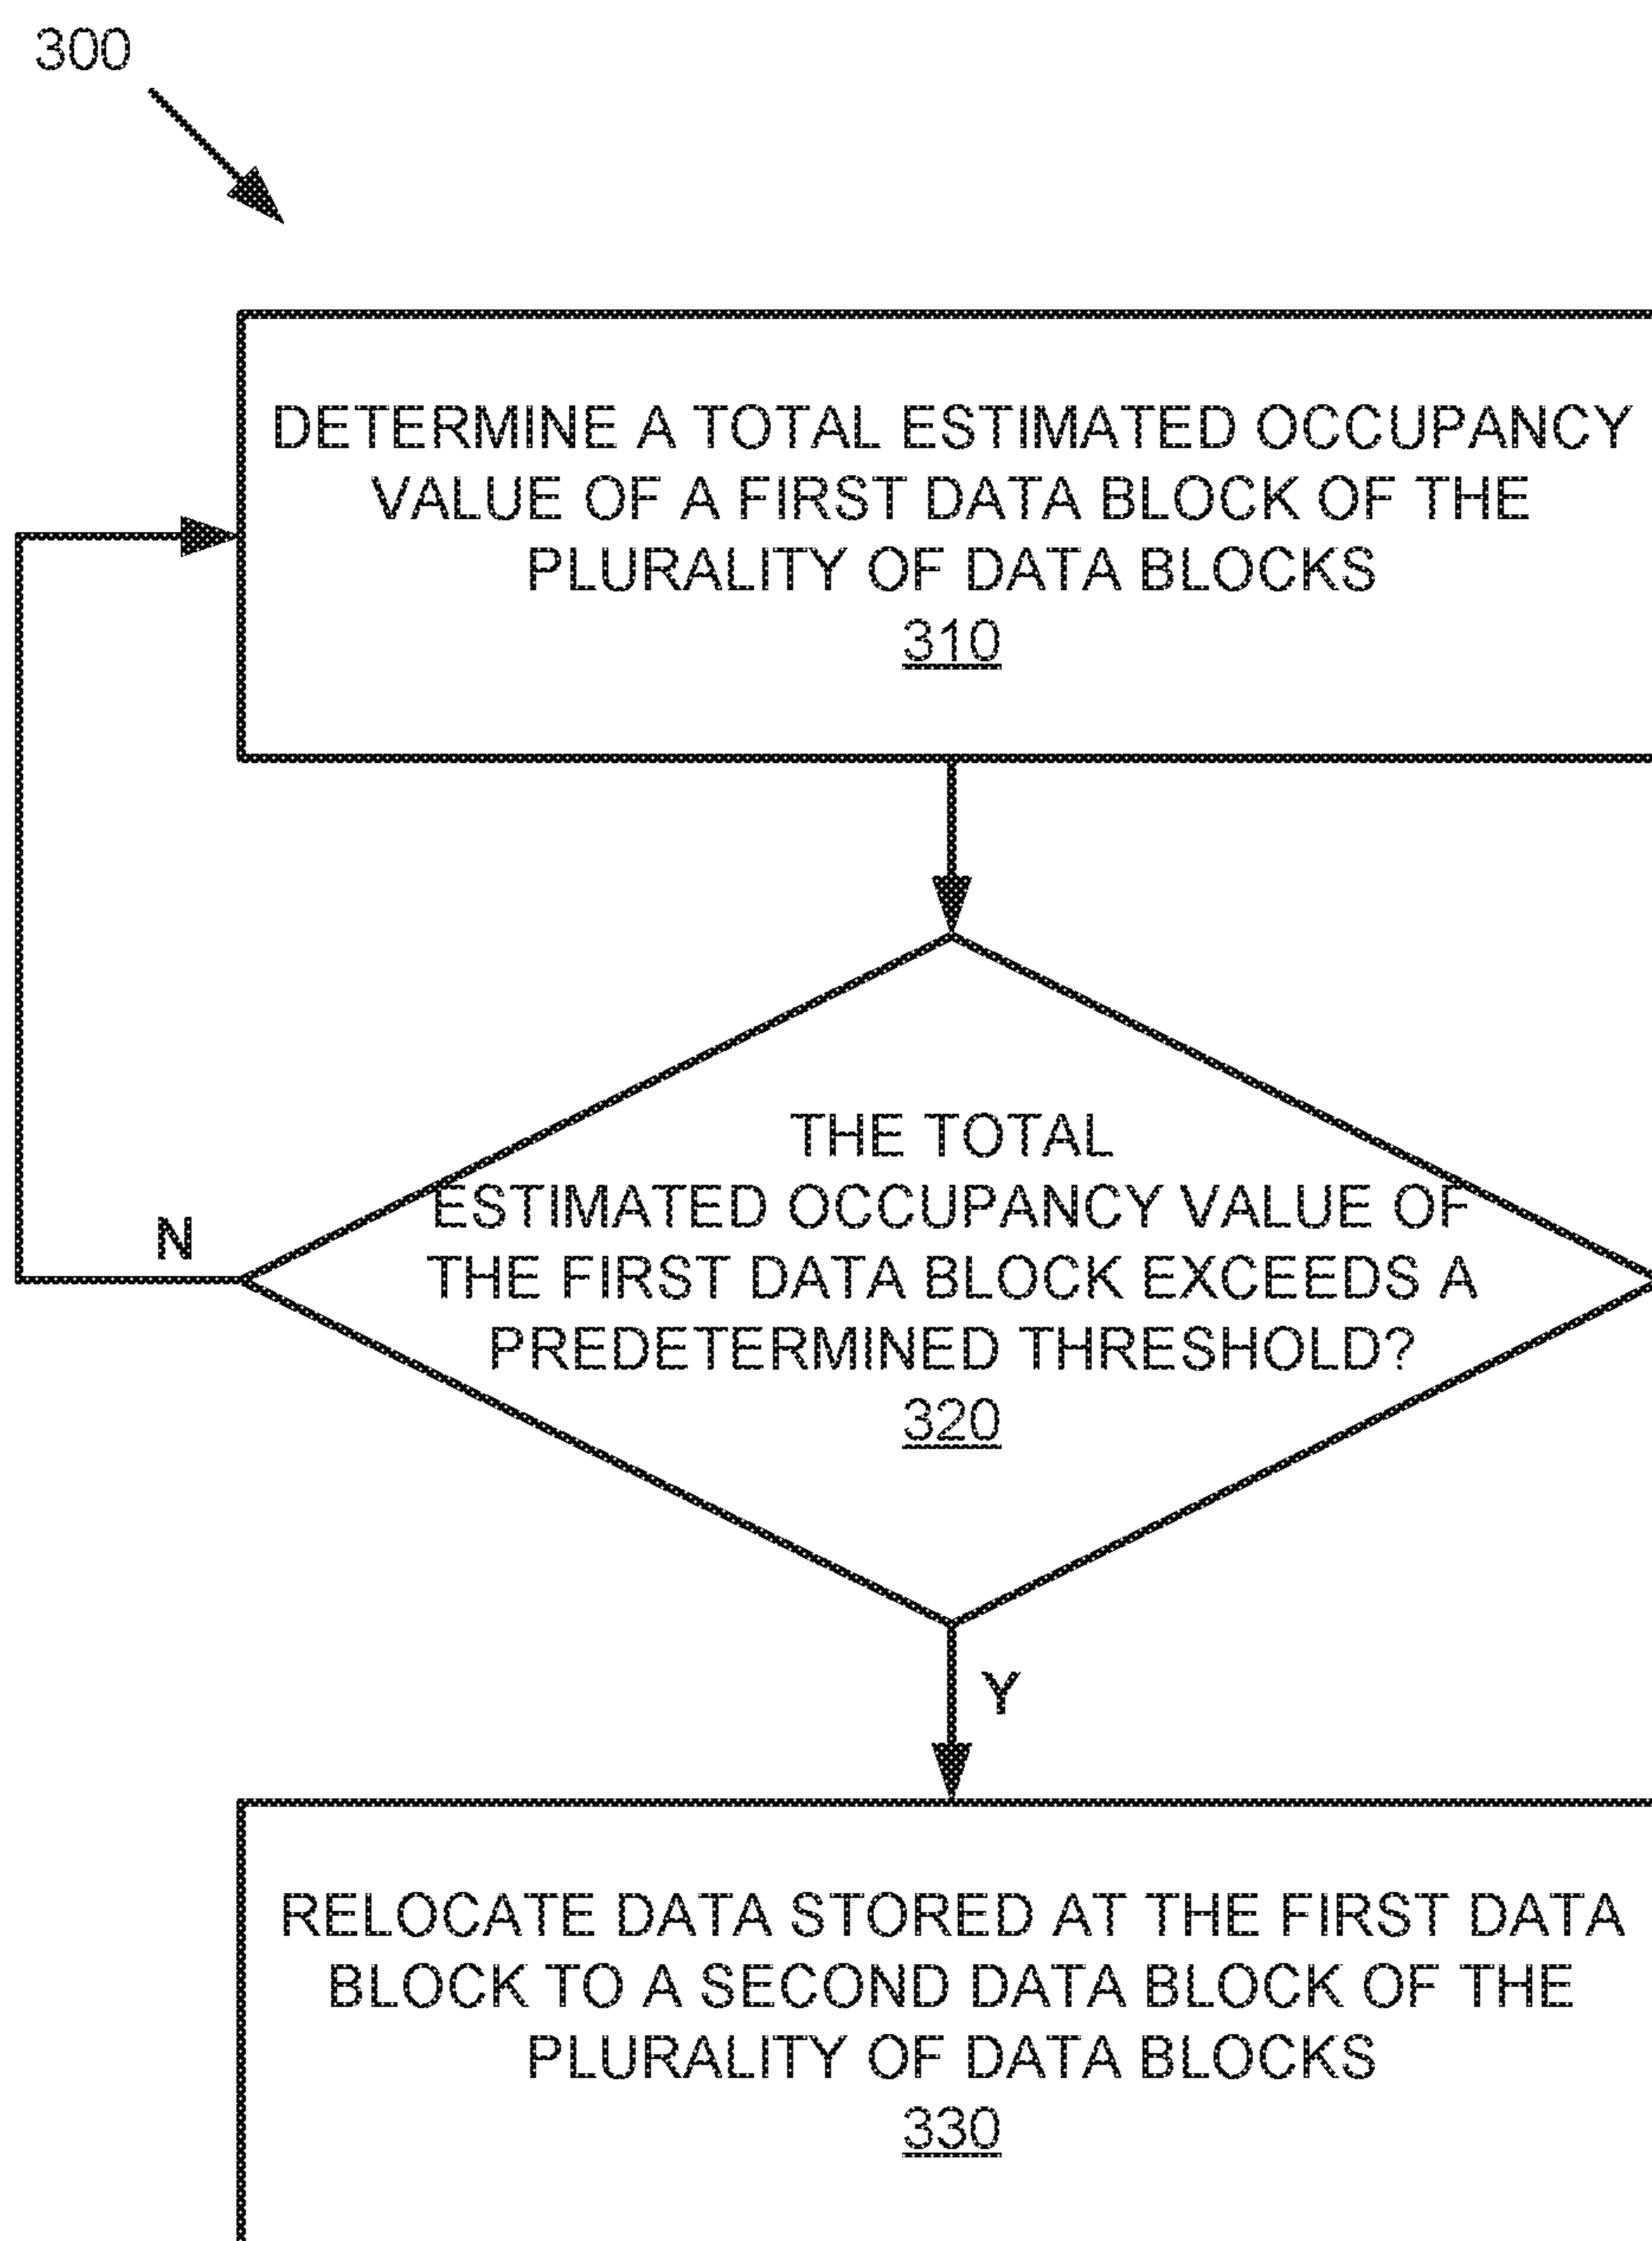 300
DETERMINE A TOTAL ESTIMATED OCCUPANCY
VALUE OF A FIRST DATA BLOCK OF THE
PLURALITY OF DATA BLOCKS
310
THE TOTAL
ESTIMATED OCCUPANCY VALUE OF
THE FIRST DATA BLOCK EXCEEDS A
PREDETERMINED THRESHOLD?
320
N
Y
RELOCATE DATA STORED AT THE FIRST DATA
BLOCK TO A SECOND DATA BLOCK OF THE
PLURALITY OF DATA BLOCKS
330